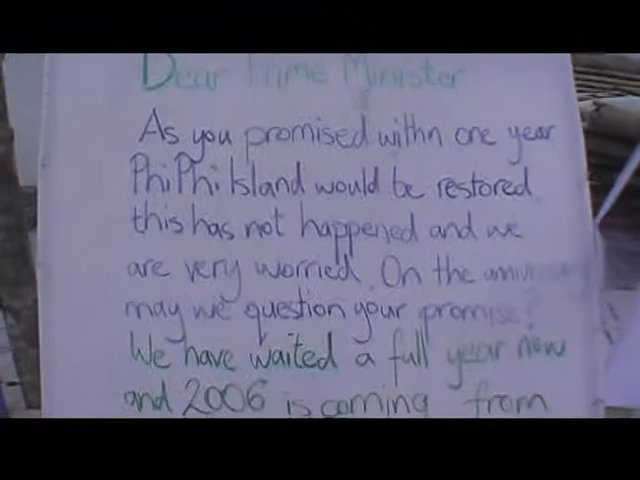 Dear Prime Minister
As you promised within one year
Phi Phi Island would be restored.
this has not happened and we
are very worried. On the
may we question your promise?
We have waited a full year now
and 2006 is coming from